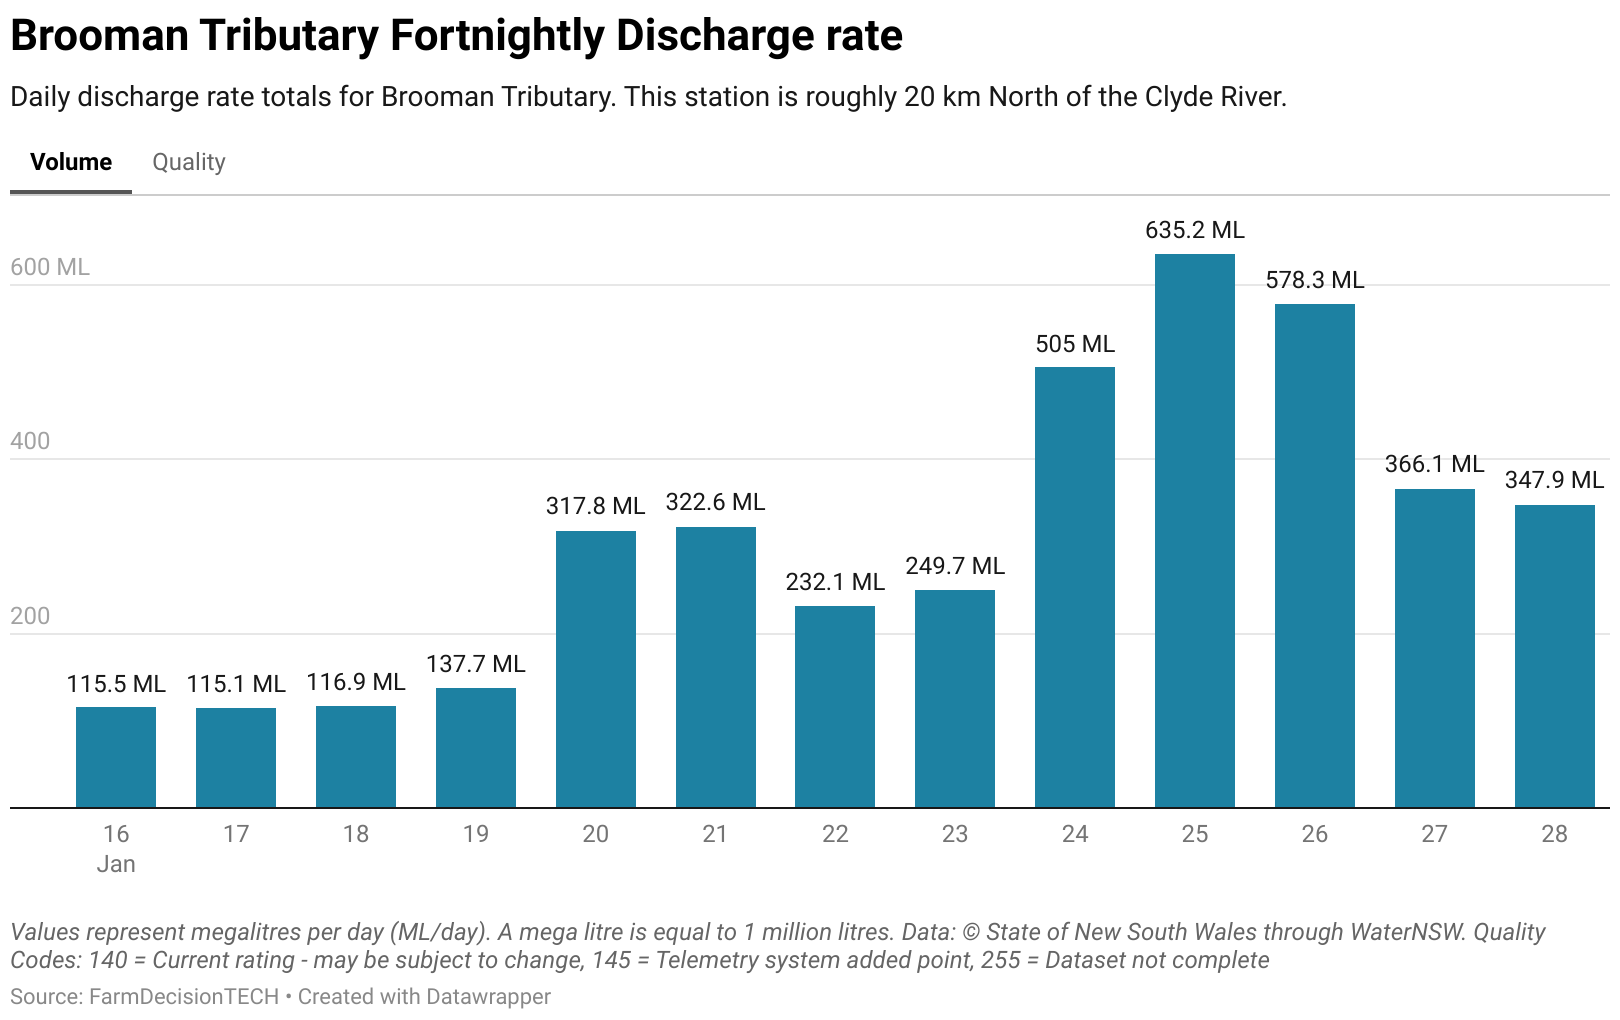 Brooman Tributary Fortnightly Discharge rate
Daily discharge rate totals for Brooman Tributary. This station is roughly 20 km North of the Clyde River.
Volume Quality
635.2 ML
600 ML
578.3 ML
505 ML
400
366.1 ML
347.9 ML
317.8 ML 322.6 ML
249.7 ML
232.1 ML
200
137.7 ML
115.5 ML 115.1 ML 116.9 ML
16 17 18 19 20 21 22 23 24 25 26 27 28
Jan
Values represent megalitres per day (ML/day). A mega litre is equal to 1 million litres. Data: © State of New South Wales through WaterNSW. Quality
Codes: 140 = Current rating - may be subject to change, 145 = Telemetry system added point, 255 = Dataset not complete
Source: FarmDecisionTECH • Created with Datawrapper